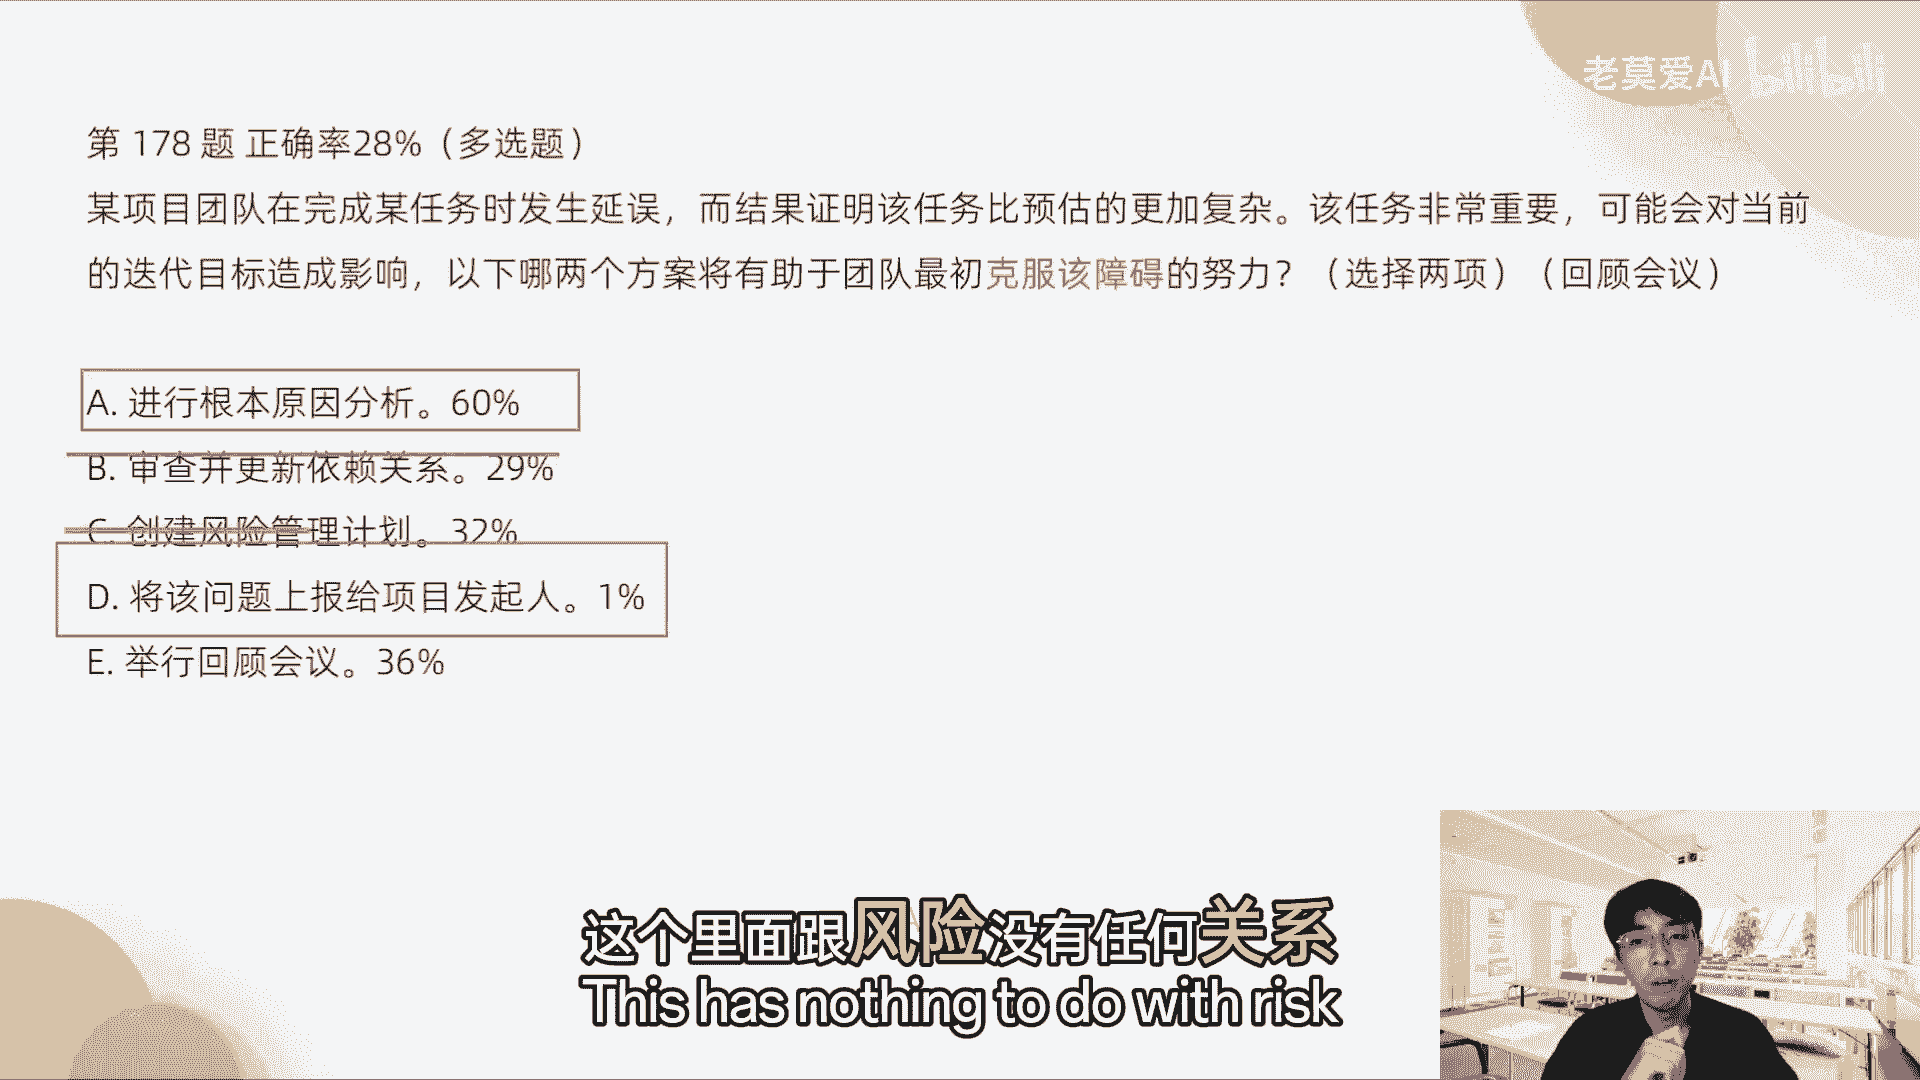 老莫爱AI bilibili
第 178 题 正确率28%（多选题）
某项目团队在完成某任务时发生延误，而结果证明该任务比预估的更加复杂。该任务非常重要，可能会对当前
的迭代目标造成影响，以下哪两个方案将有助于团队最初克服该障碍的努力？（选择两项）（回顾会议）
A. 进行根本原因分析。60%
B. 审查并更新依赖关系。29%
C. 创建风险管理计划。32%
D. 将该问题上报给项目发起人。1%
E. 举行回顾会议。36%
这个里面跟风险没有任何关系
This has nothing to do with risk